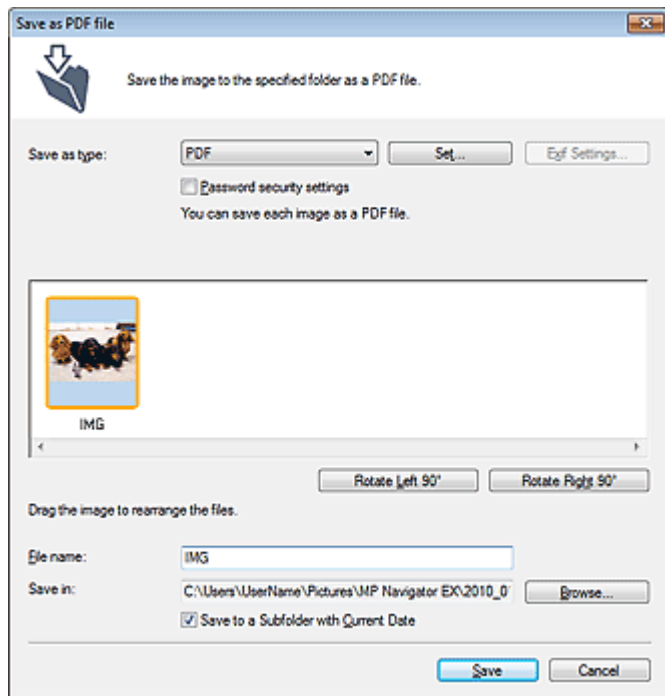 Save as PDF file
Save the image to the specified folder as a PDF file.
Save as type: PDF Set... Exif Settings...
Password security settings
You can save each image as a PDF file.
IMG
Rotate Left 90° Rotate Right 90°
Drag the image to rearrange the files.
File name: IMG
Save in: C:\Users\UserName\Pictures\MP Navigator EX\2010_0 Browse...
Save to a Subfolder with Current Date
Save Cancel